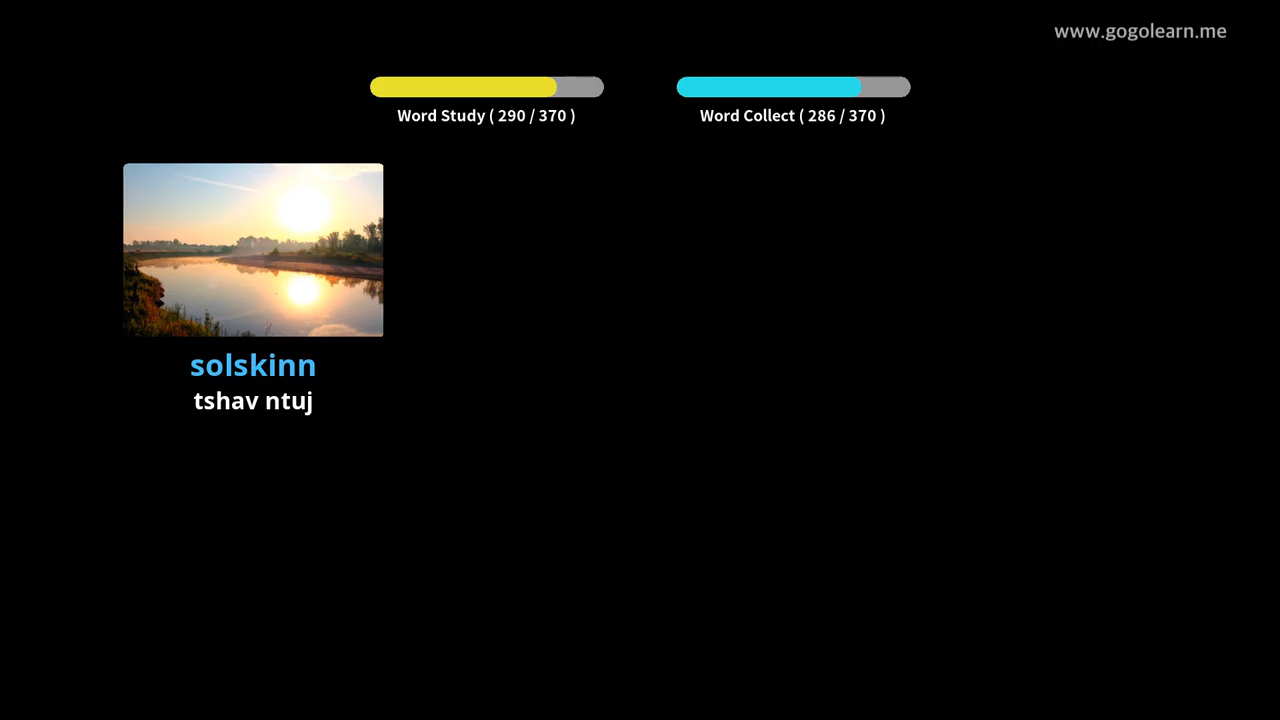 www.gogolearn.me
Word Study ( 290 / 370 )
Word Collect ( 286 / 370 )
solskinn
tshav ntuj